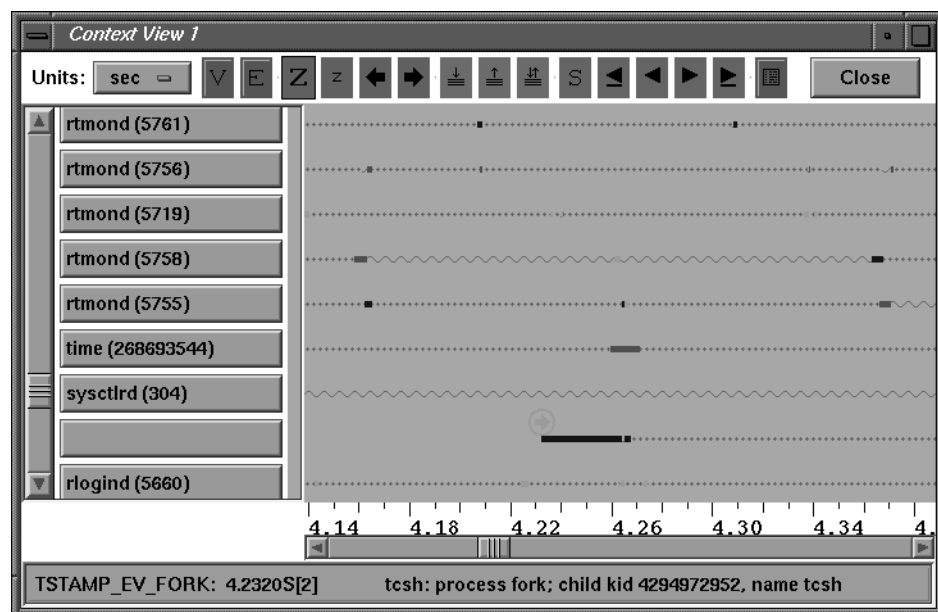 Context View 1
Units: sec V E Z z S Close
rtmond (5761)
rtmond (5756)
rtmond (5719)
rtmond (5758)
rtmond (5755)
time (268693544)
sysctlrd (304)
rlogind (5660)
4.14 4.18 4.22 4.26 4.30 4.34 4.
TSTAMP_EV_FORK: 4.2320S[2] tcsh: process fork; child kid 4294972952, name tcsh